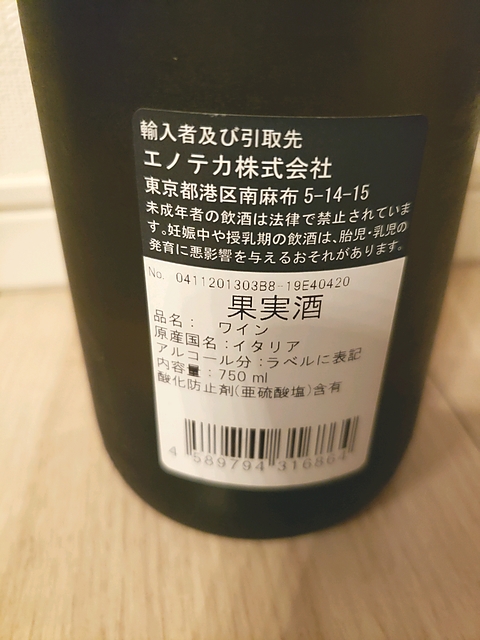 輸入者及び引取先
エノテカ株式会社
東京都港区南麻布 5-14-15
未成年者の飲酒は法律で禁止されていま
す。妊娠中や授乳期の飲酒は、胎児・乳児の
発育に悪影響を与えるおそれがあります。
No. 0411201303B8-19E40420
果実酒
品名： ワイン
原産国名：イタリア
アルコール分：ラベルに表記
内容量：750 ml
酸化防止剤(亜硫酸塩)含有
4 589794 316864